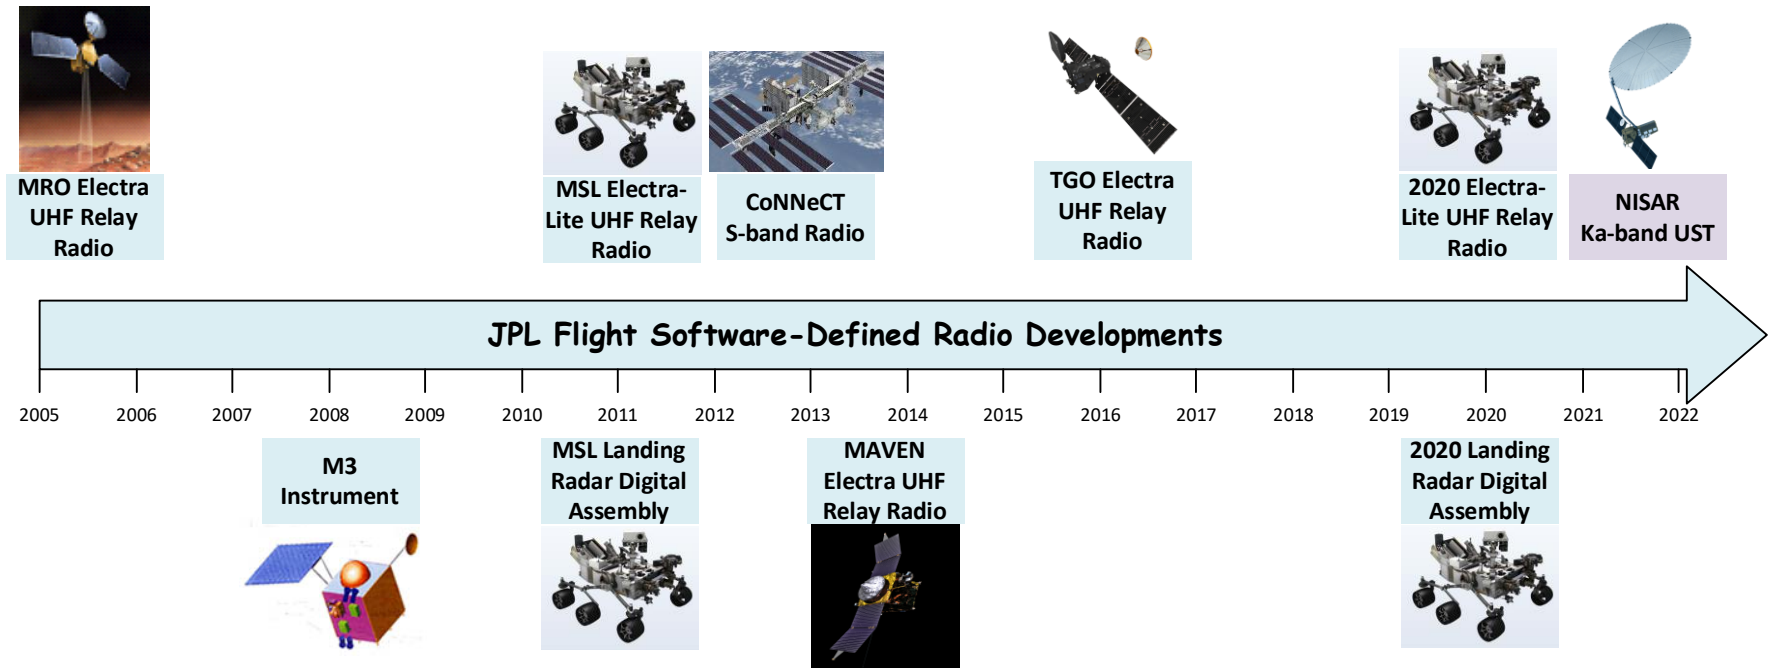 MRO Electra
UHF Relay
Radio
MSL Electra-
Lite UHF Relay
Radio
CoNNeCT
S-band Radio
TGO Electra
UHF Relay
Radio
2020 Electra-
Lite UHF Relay
Radio
NISAR
Ka-band UST
JPL Flight Software-Defined Radio Developments
2005 2006 2007 2008 2009 2010 2011 2012 2013 2014 2015 2016 2017 2018 2019 2020 2021 2022
M3
Instrument
MSL Landing
Radar Digital
Assembly
MAVEN
Electra UHF
Relay Radio
2020 Landing
Radar Digital
Assembly